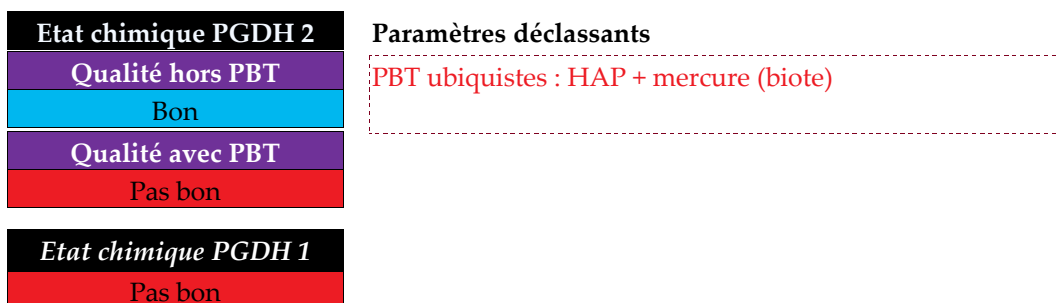 Etat chimique PGDH 2
Paramètres déclassants
Qualité hors PBT
PBT ubiquistes : HAP + mercure (biote)
Bon
Qualité avec PBT
Pas bon
Etat chimique PGDH 1
Pas bon